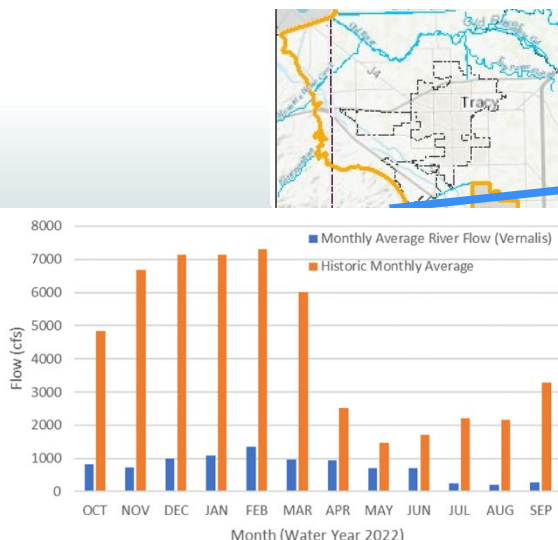 J4
Tracy
8000
Monthly Average River Flow (Vernalis)
7000
Historic Monthly Average
6000
5000
4000
3000
2000
1000
0
Flow (cfs)
OCT NOV DEC JAN FEB MAR APR MAY JUN JUL AUG SEP
Month (Water Year 2022)